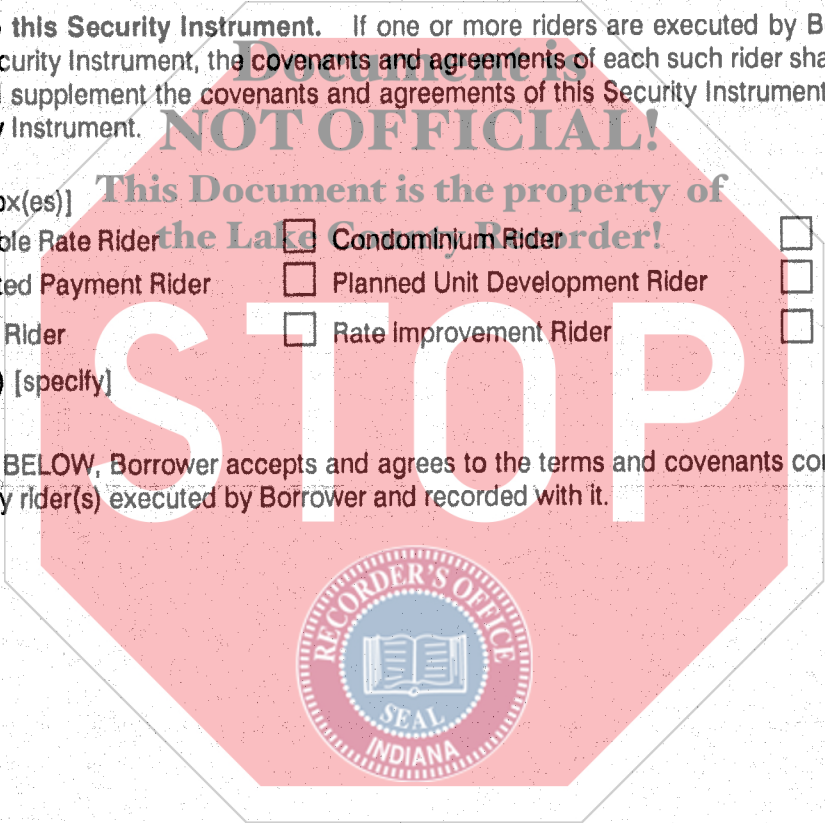 this Security Instrument. If one or more riders are executed by B
curity Instrument, the covenants and agreements of each such rider sha
supplement the covenants and agreements of this Security Instrument
y Instrument.
Document is
NOT OFFICIAL!
This Document is the property of
the Lake County Recorder!
ox(es)]
ble Rate Rider ☐ Condominium Rider ☐
ted Payment Rider ☐ Planned Unit Development Rider ☐
Rider ☐ Rate Improvement Rider ☐
) [specify]
STOP
BELOW, Borrower accepts and agrees to the terms and covenants co
y rider(s) executed by Borrower and recorded with it.
RECORDER'S OFFICE
SEAL
INDIANA